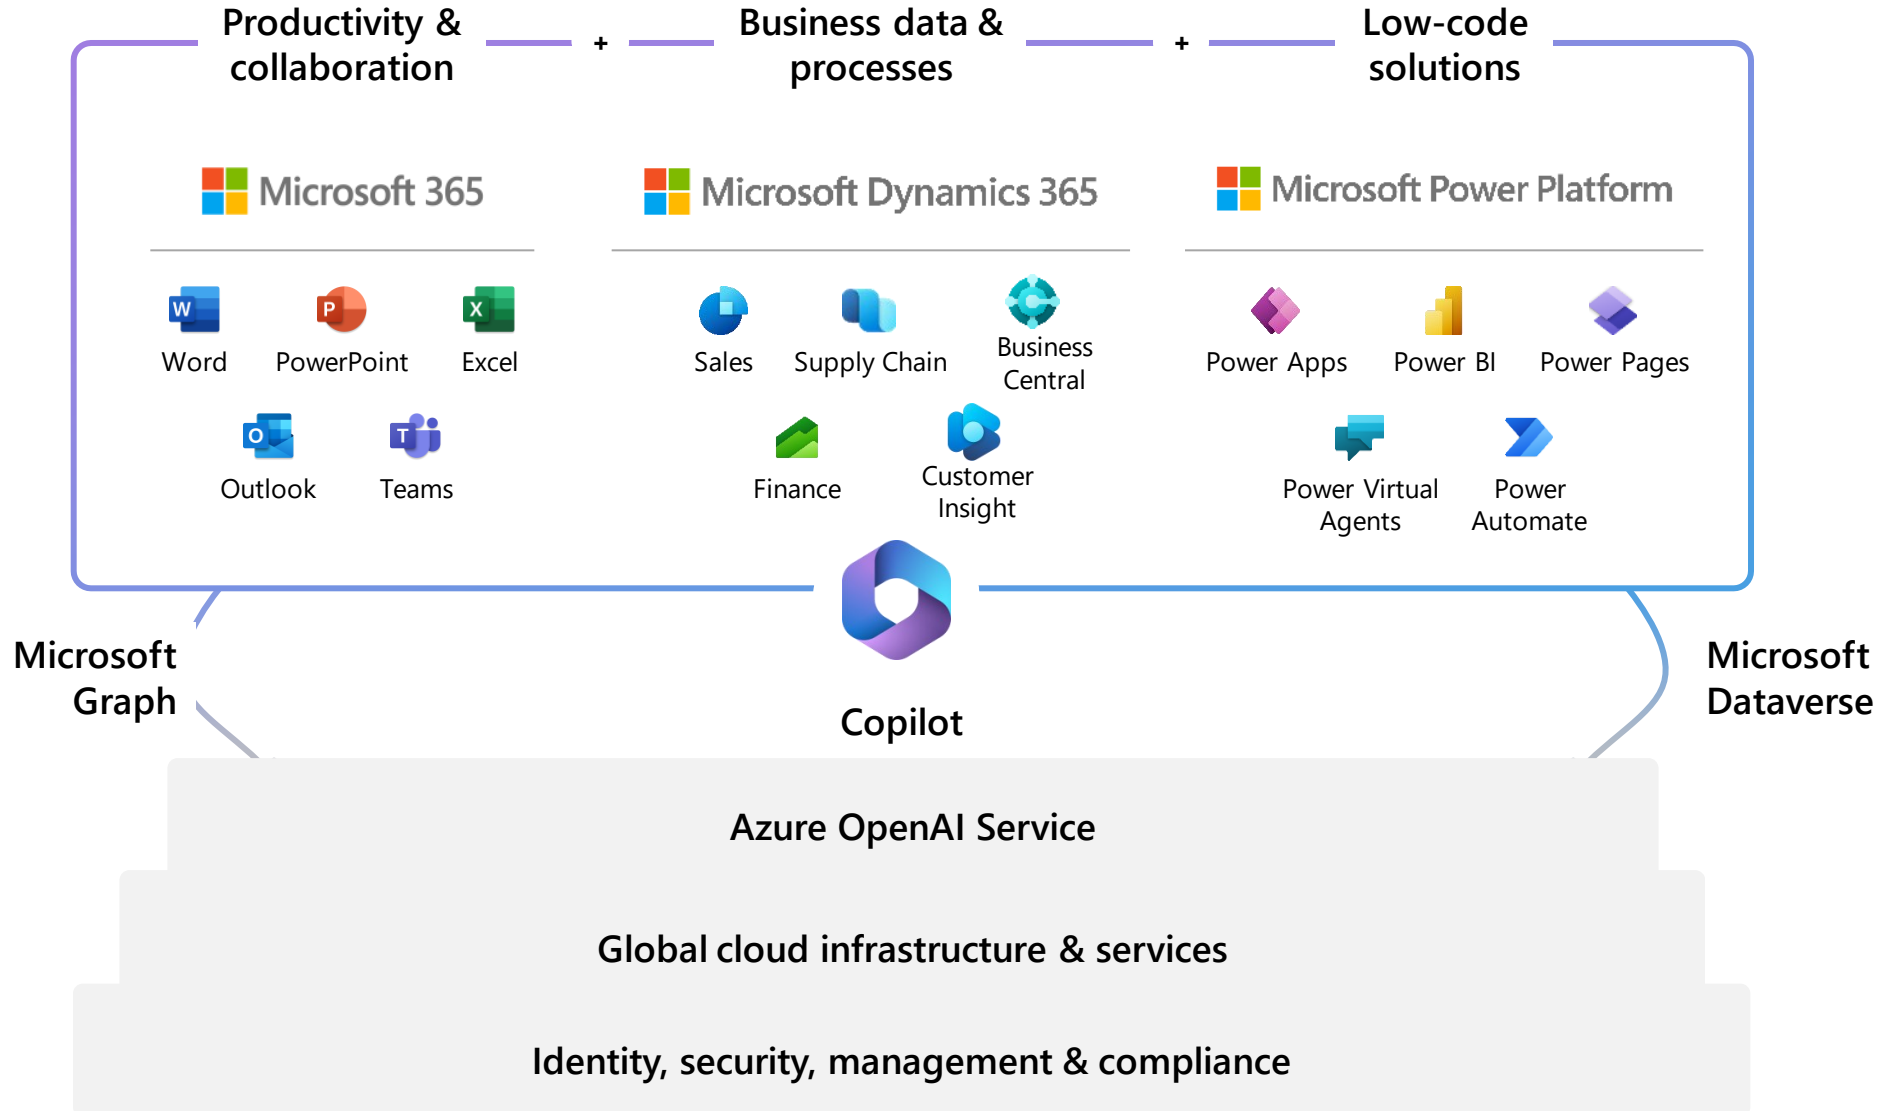 Productivity &
collaboration
+
Business data &
processes
+
Low-code
solutions
Microsoft 365
Microsoft Dynamics 365
Microsoft Power Platform
W
Word
P
PowerPoint
X
Excel
O
Outlook
T
Teams
Sales
Supply Chain
Business
Central
Finance
Customer
Insight
Power Apps
Power BI
Power Pages
Power Virtual
Agents
Power
Automate
Microsoft
Graph
Copilot
Microsoft
Dataverse
Azure OpenAI Service
Global cloud infrastructure & services
Identity, security, management & compliance